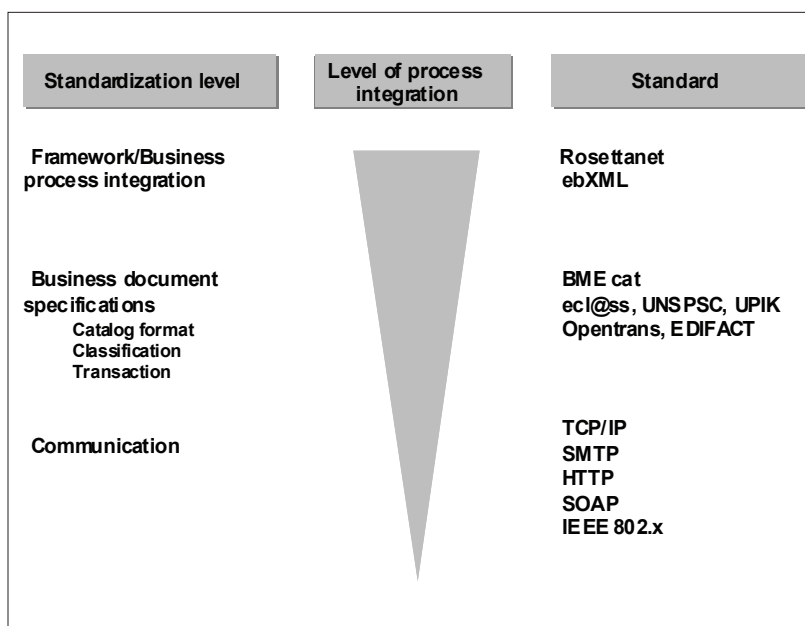 Standardization level
Level of process
integration
Standard
Framework/Business
process integration
Rosettanet
ebXML
Business document
specifications
Catalog format
Classification
Transaction
BME cat
ecl@ss, UNSPSC, UPIK
Opentrans, EDIFACT
Communication
TCP/IP
SMTP
HTTP
SOAP
IEEE 802.x